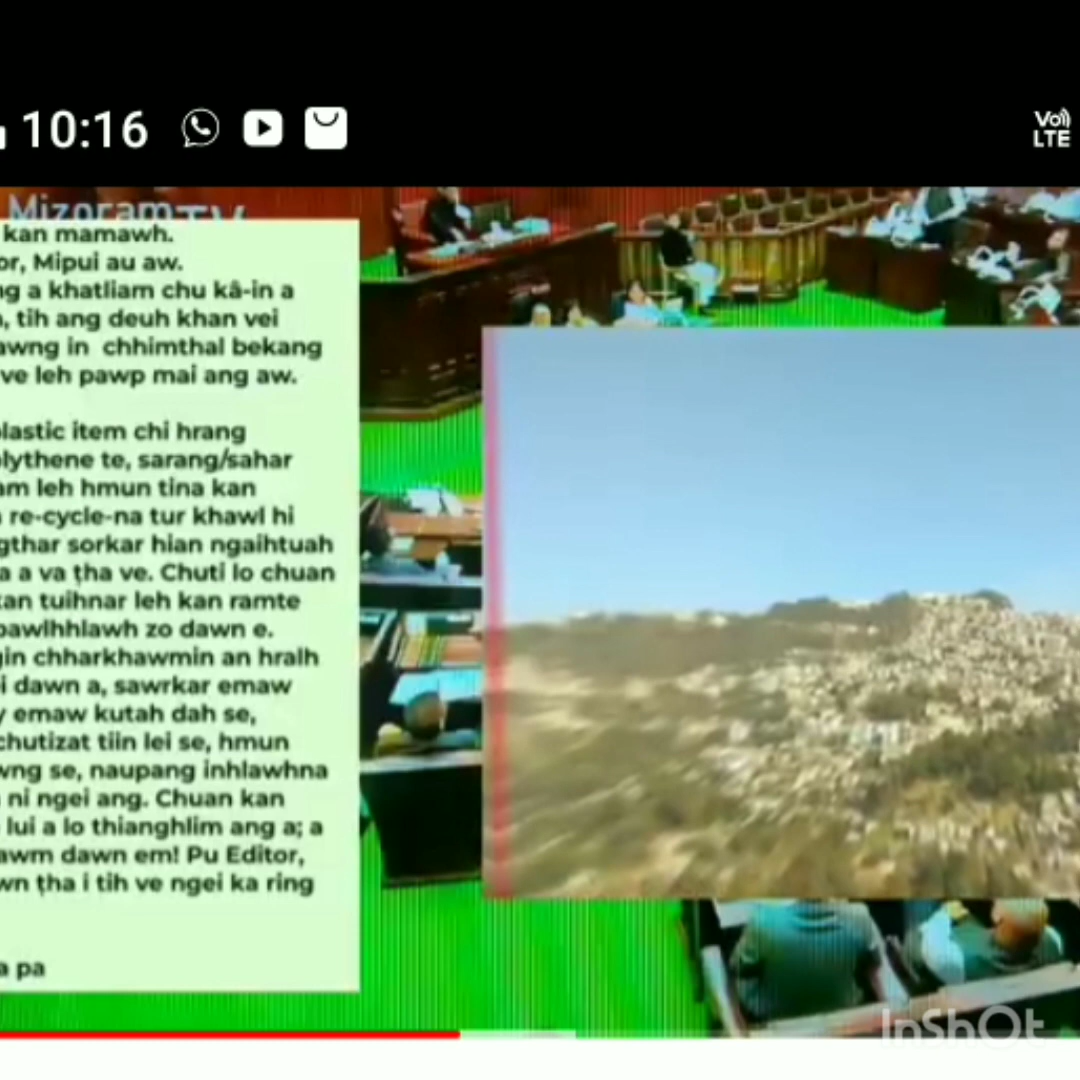 10:16
Vo))
LTE
Mizoram TV
kan mamawh.
or, Mipui au aw.
ng a khatliam chu kâ-in a
, tih ang deuh khan vei
awng in chhimthal bekang
ve leh pawp mai ang aw.
lastic item chi hrang
lythene te, sarang/sahar
am leh hmun tina kan
re-cycle-na tur khawl hi
gthar sorkar hian ngaihtuah
a a va ṭha ve. Chuti lo chuan
kan tuihnar leh kan ramte
pawlhhlawh zo dawn e.
gin chharkhawmin an hralh
i dawn a, sawrkar emaw
y emaw kutah dah se,
chutizat tiin lei se, hmun
wng se, naupang inhlawhna
ni ngei ang. Chuan kan
lui a lo thianghlim ang a; a
awm dawn em! Pu Editor,
wn ṭha i tih ve ngei ka ring
a pa
InShOt